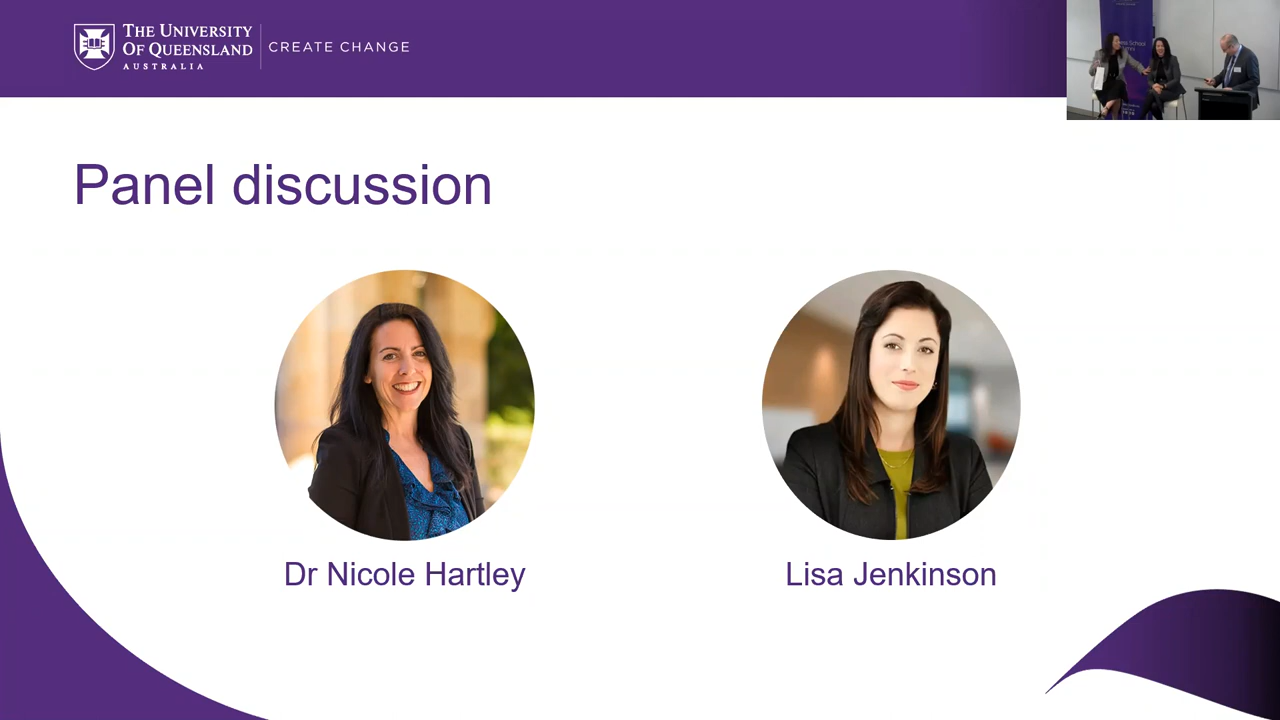 THE UNIVERSITY
OF QUEENSLAND
AUSTRALIA
CREATE CHANGE
Panel discussion
Dr Nicole Hartley
Lisa Jenkinson